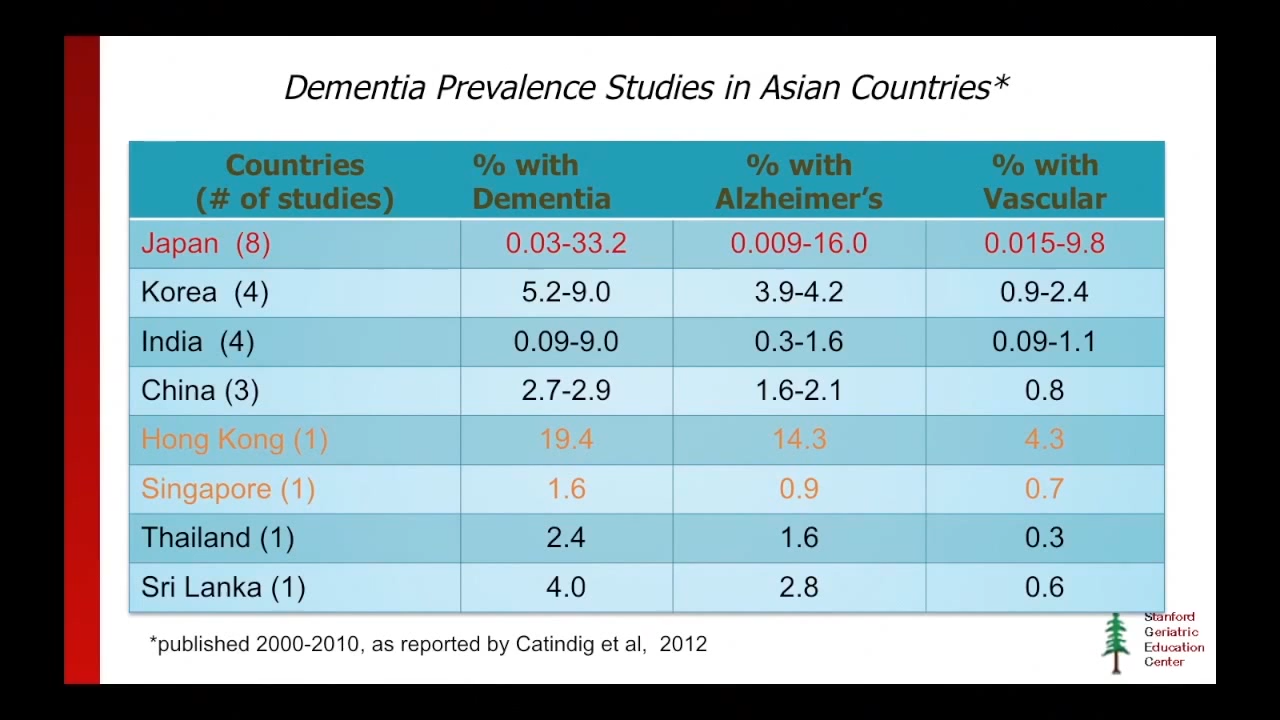 Dementia Prevalence Studies in Asian Countries*
Countries (# of studies) % with Dementia % with Alzheimer’s % with Vascular
Japan (8) 0.03-33.2 0.009-16.0 0.015-9.8
Korea (4) 5.2-9.0 3.9-4.2 0.9-2.4
India (4) 0.09-9.0 0.3-1.6 0.09-1.1
China (3) 2.7-2.9 1.6-2.1 0.8
Hong Kong (1) 19.4 14.3 4.3
Singapore (1) 1.6 0.9 0.7
Thailand (1) 2.4 1.6 0.3
Sri Lanka (1) 4.0 2.8 0.6
*published 2000-2010, as reported by Catindig et al, 2012
Stanford
Geriatric
Education
Center